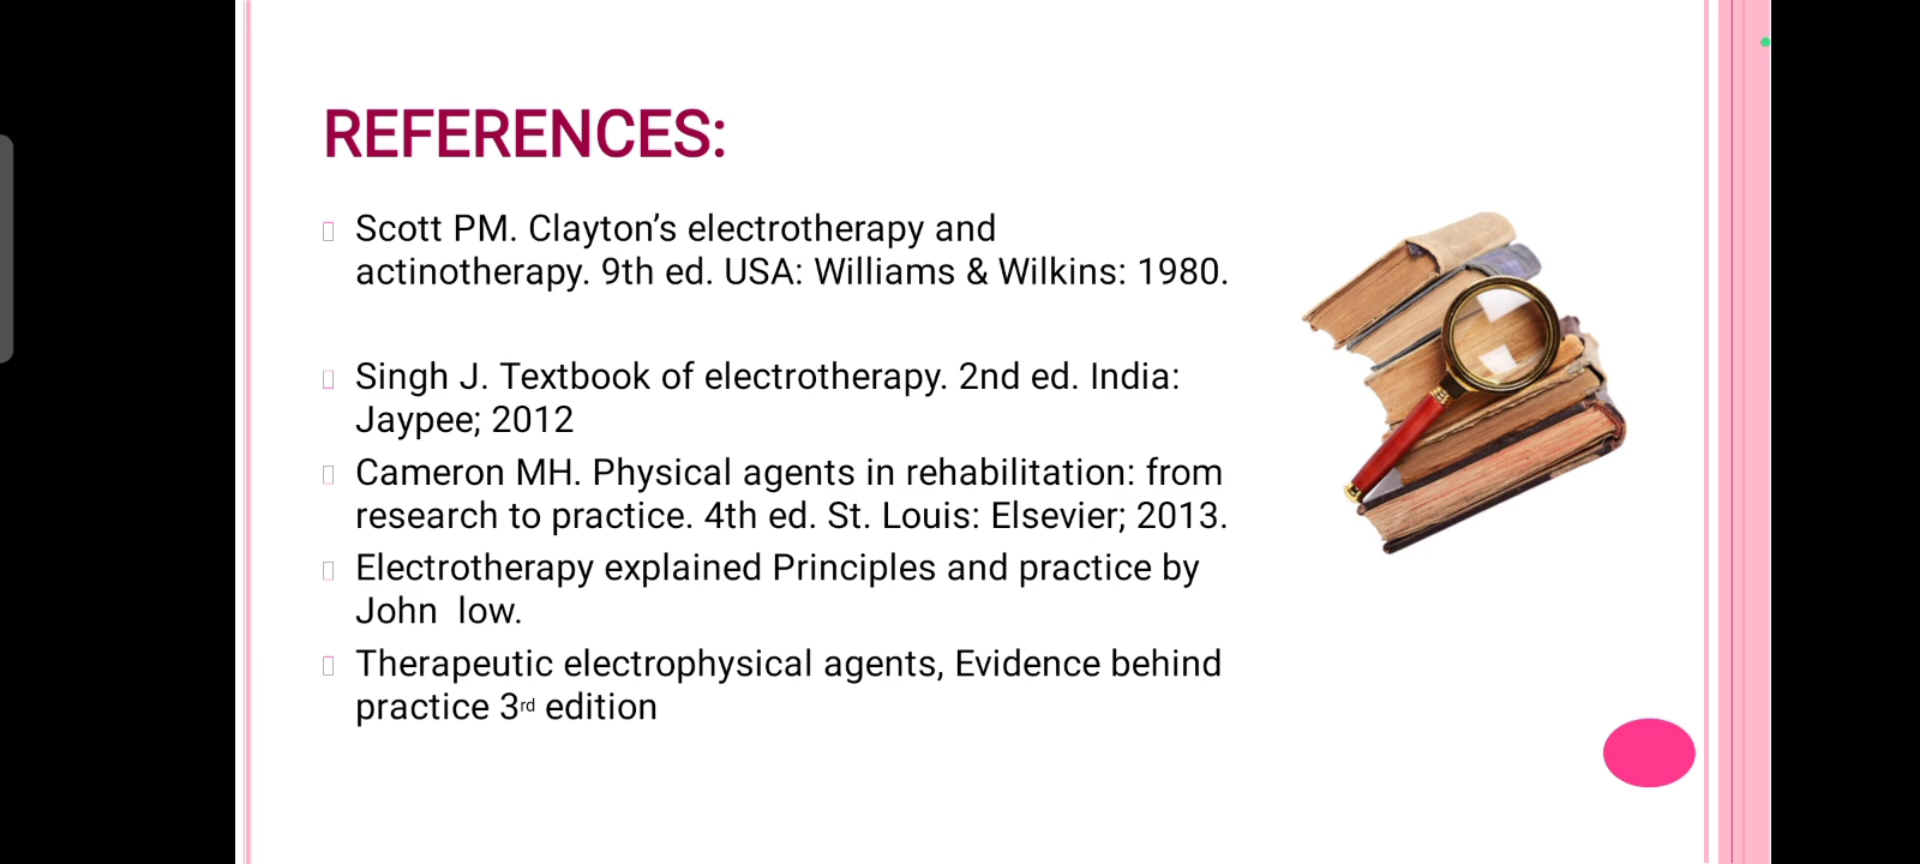 REFERENCES:
Scott PM. Clayton’s electrotherapy and
actinotherapy. 9th ed. USA: Williams & Wilkins: 1980.
Singh J. Textbook of electrotherapy. 2nd ed. India:
Jaypee; 2012
Cameron MH. Physical agents in rehabilitation: from
research to practice. 4th ed. St. Louis: Elsevier; 2013.
Electrotherapy explained Principles and practice by
John  low.
Therapeutic electrophysical agents, Evidence behind
practice 3rd edition